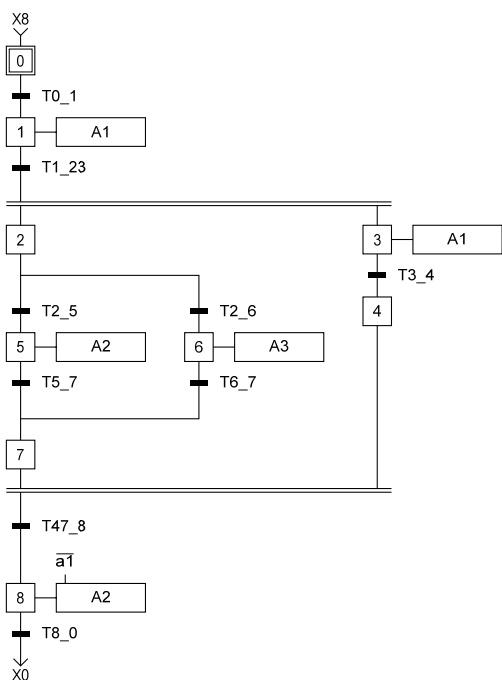 X8
0
T0_1
1 A1
T1_23
2 3 A1
T3_4
4
T2_5 T2_6
5 A2 6 A3
T5_7 T6_7
7
T47_8
a1
8 A2
T8_0
X0